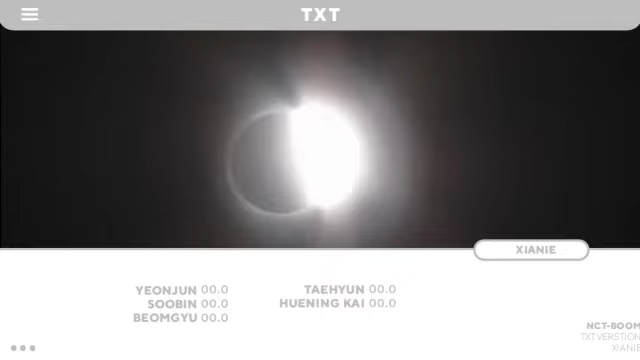 TXT
XIANIE
YEONJUN 00.0
SOOBIN 00.0
BEOMGYU 00.0
TAEHYUN 00.0
HUENING KAI 00.0
NCT-BOOM
TXT VERSTION
XIANIE